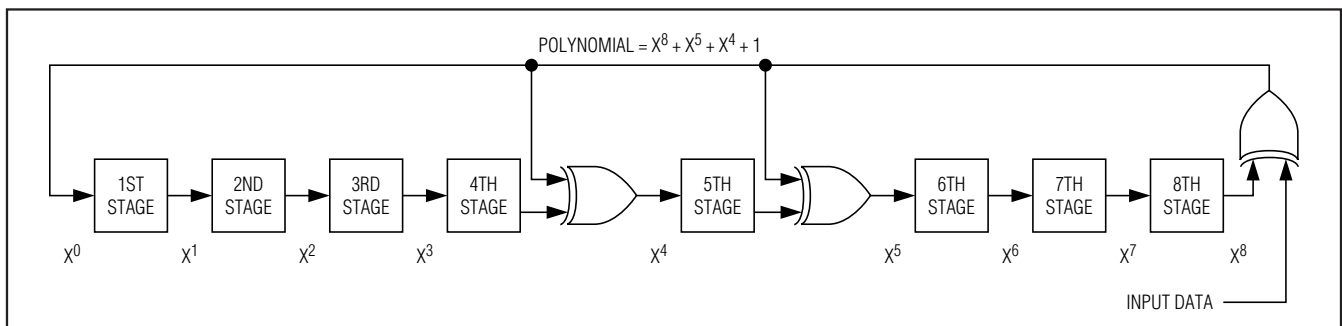 POLYNOMIAL = X⁸ + X⁵ + X⁴ + 1
1ST
STAGE
2ND
STAGE
3RD
STAGE
4TH
STAGE
5TH
STAGE
6TH
STAGE
7TH
STAGE
8TH
STAGE
X⁰
X¹
X²
X³
X⁴
X⁵
X⁶
X⁷
X⁸
INPUT DATA